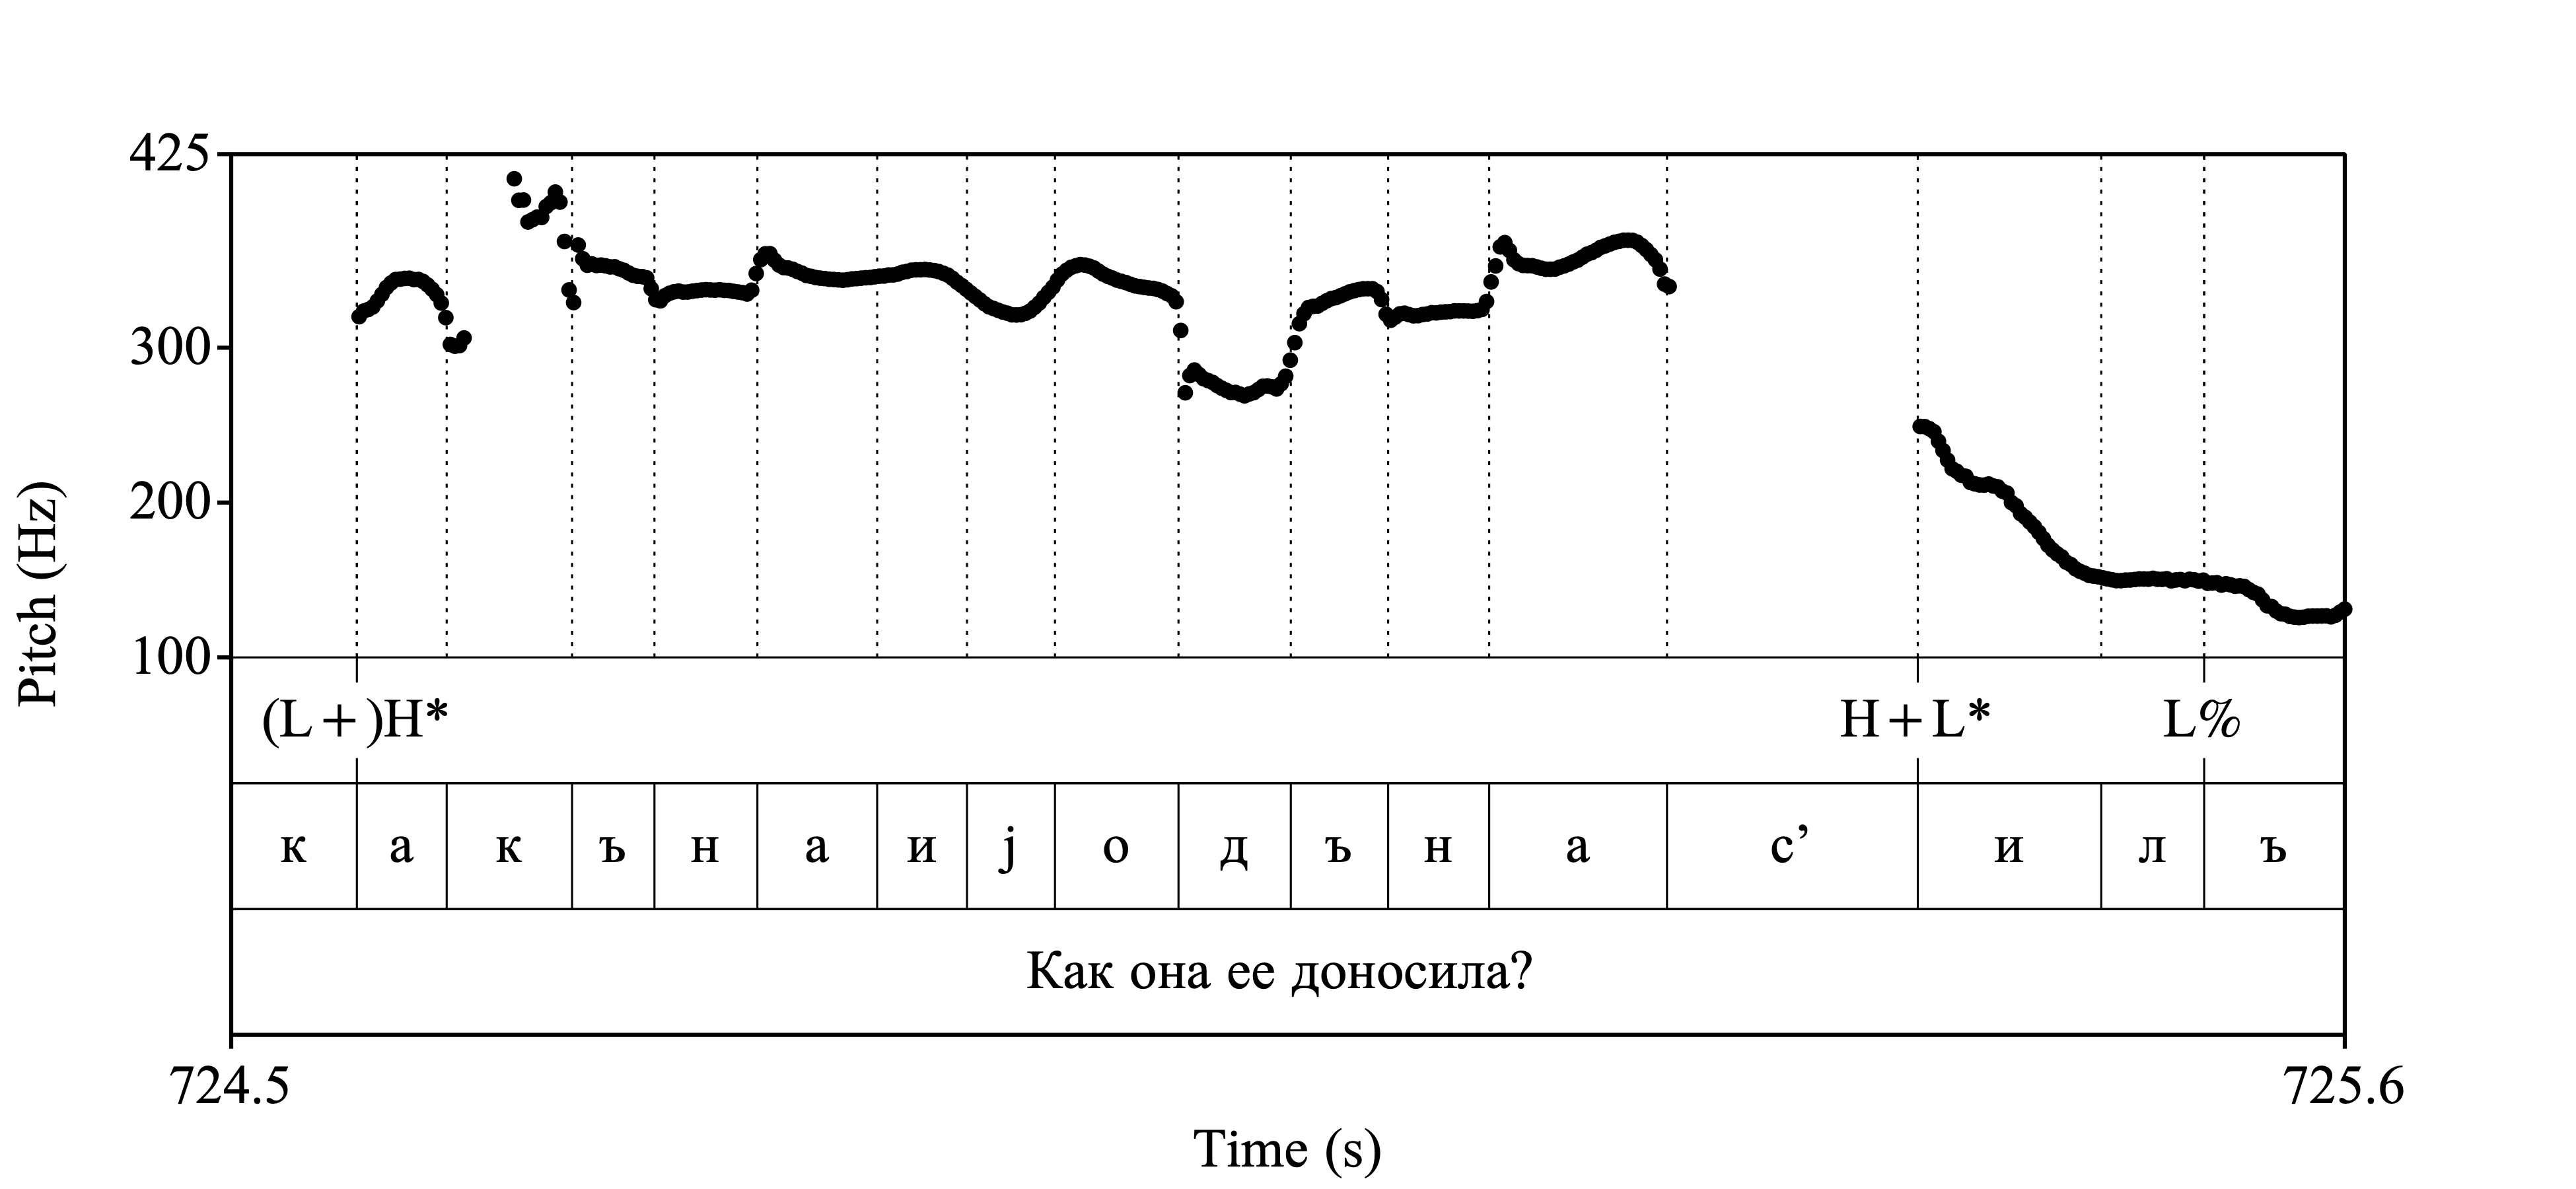 425
300
200
100
Pitch (Hz)
(L+)H* H+L* L%
к а к ъ н а и j о д ъ н а с’ и л ъ
Как она ее доносила?
724.5 725.6
Time (s)